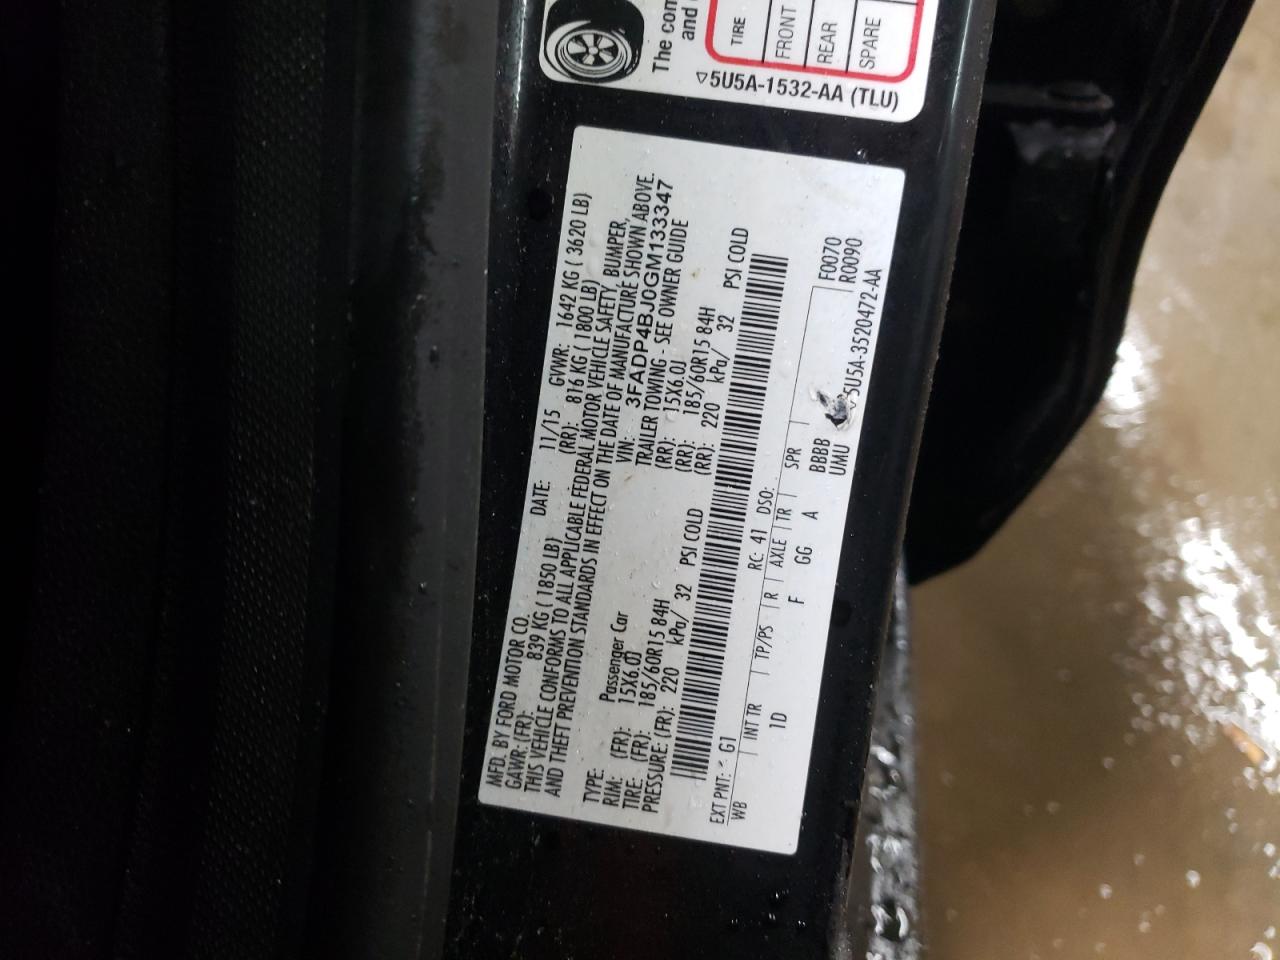 The com
and
TIRE
FRONT
REAR
SPARE
▽5U5A-1532-AA (TLU)
MFD. BY FORD MOTOR CO. DATE: 11/15 GVWR: 1642 KG ( 3620 LB)
GAWR: (FR): 839 KG ( 1850 LB) (RR): 816 KG ( 1800 LB)
THIS VEHICLE CONFORMS TO ALL APPLICABLE FEDERAL MOTOR VEHICLE SAFETY, BUMPER,
AND THEFT PREVENTION STANDARDS IN EFFECT ON THE DATE OF MANUFACTURE SHOWN ABOVE.
VIN: 3FADP4BJ0GM133347
TYPE: Passenger Car TRAILER TOWING - SEE OWNER GUIDE
RIM: (FR): 15X6.0J (RR): 15X6.0J
TIRE: (FR): 185/60R15 84H (RR): 185/60R15 84H
PRESSURE: (FR): 220 kPa/ 32 PSI COLD (RR): 220 kPa/ 32 PSI COLD
EXT PNT: G1 RC: 41 DSO: F0070
WB INT TR TP/PS R AXLE TR SPR R0090
1D F GG A BBBB
UMU ▽5U5A-3520472-AA